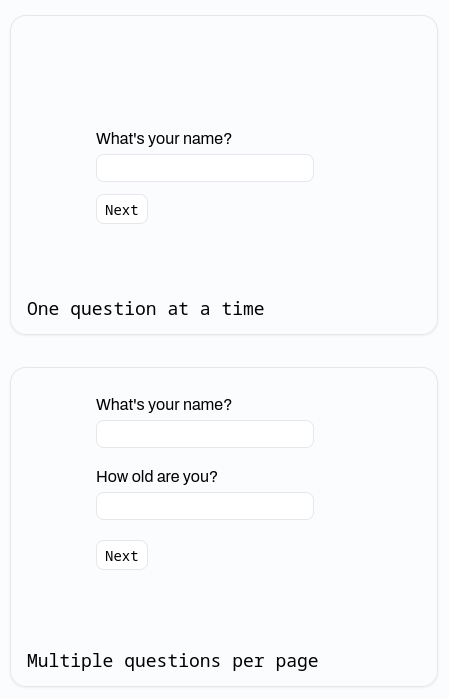 What's your name?
Next
One question at a time
What's your name?
How old are you?
Next
Multiple questions per page